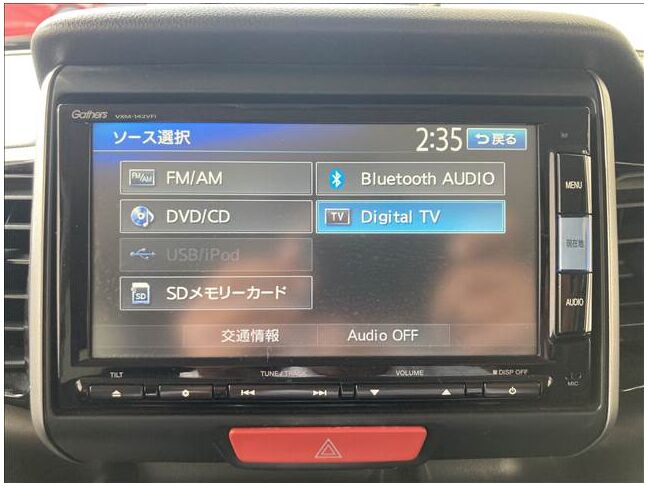 Gathers VXM-142VFi
ソース選択 2:35 戻る
FM/AM FM/AM Bluetooth AUDIO
DVD/CD TV Digital TV
USB/iPod
SD SDメモリーカード
交通情報 Audio OFF
MENU
現在地
AUDIO
TILT TUNE/TRACK VOLUME DISP OFF
MIC